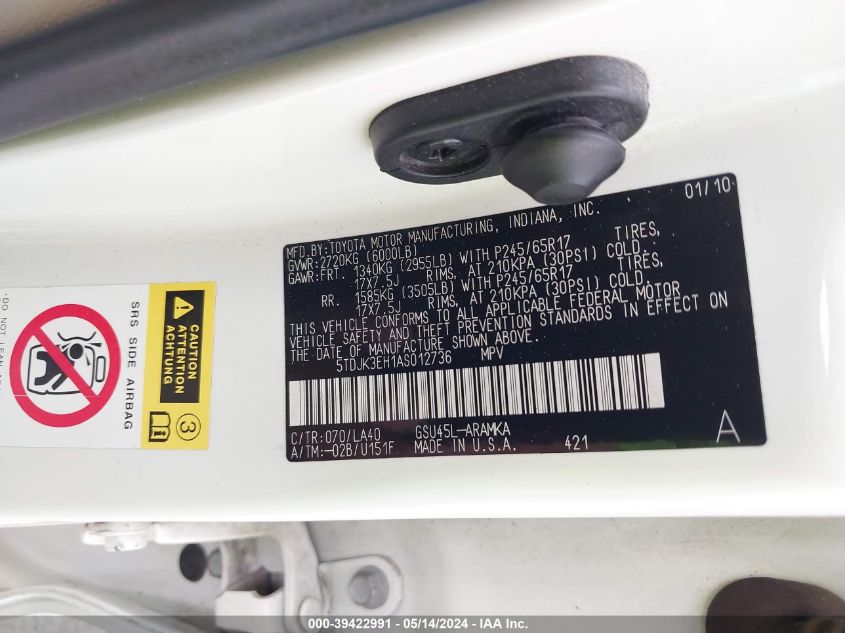 01/10
MFD.BY:TOYOTA MOTOR MANUFACTURING, INDIANA, INC.
GVWR:2720KG (6000LB)
GAWR:FRT. 1340KG (2955LB) WITH P245/65R17 TIRES,
17X7.5J RIMS, AT 210KPA (30PSI) COLD.
RR. 1585KG (3505LB) WITH P245/65R17 TIRES,
17X7.5J RIMS, AT 210KPA (30PSI) COLD.
THIS VEHICLE CONFORMS TO ALL APPLICABLE FEDERAL MOTOR
VEHICLE SAFETY AND THEFT PREVENTION STANDARDS IN EFFECT ON
THE DATE OF MANUFACTURE SHOWN ABOVE.
5TDJK3EH1AS012736 MPV
C/TR:070/LA40 GSU45L-ARAMKA
A/TM:-02B/U151F MADE IN U.S.A. 421 A
CAUTION
ATTENTION
ACHTUNG
SRS SIDE AIRBAG
000-39422991 - 05/14/2024 - IAA Inc.